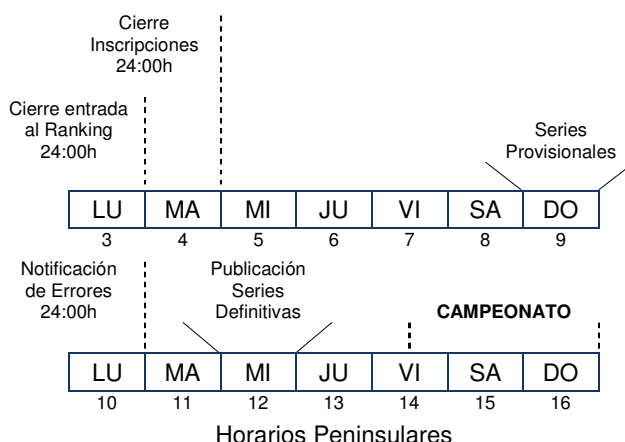 Cierre
Inscripciones
24:00h
Cierre entrada
al Ranking
24:00h
Series
Provisionales
LU MA MI JU VI SA DO
3 4 5 6 7 8 9
Notificación
de Errores
24:00h
Publicación
Series
Definitivas
CAMPEONATO
LU MA MI JU VI SA DO
10 11 12 13 14 15 16
Horarios Peninsulares